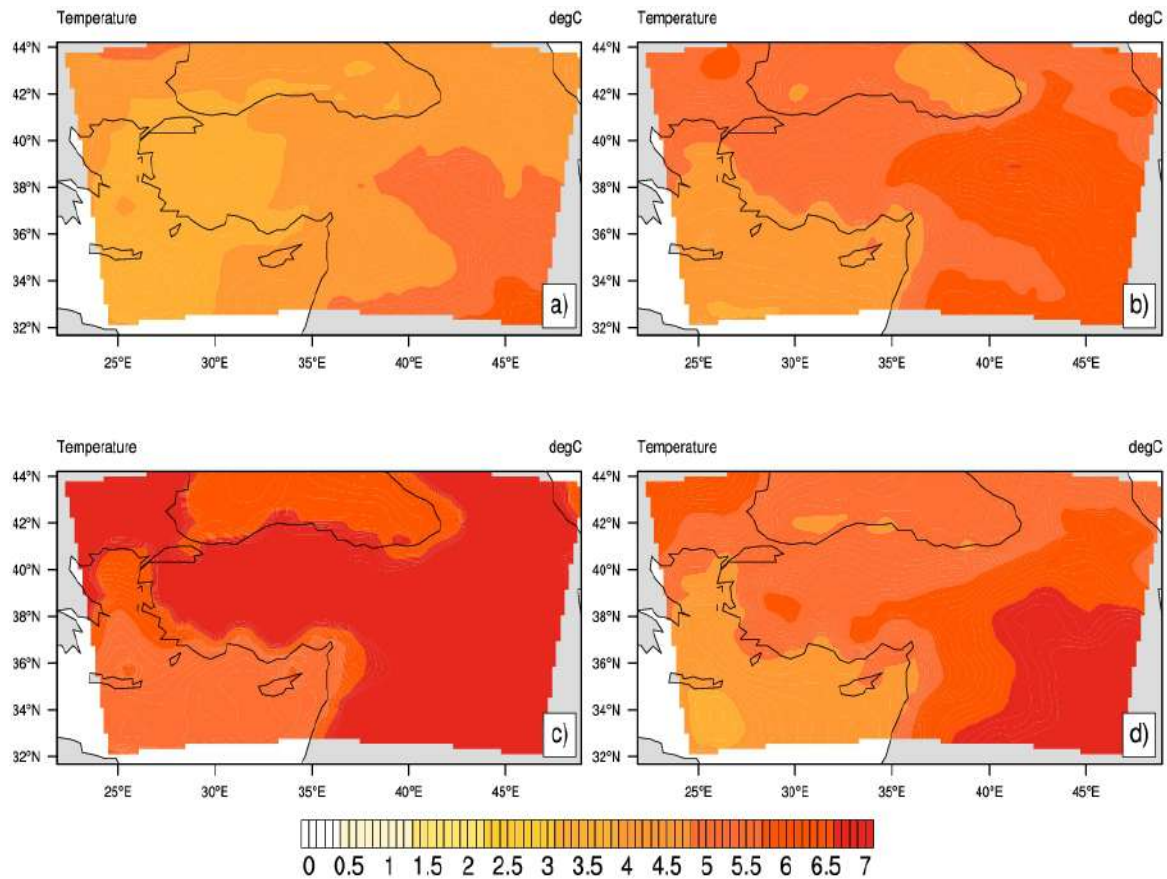 Temperature degC Temperature degC
44°N 44°N
42°N 42°N
40°N 40°N
38°N 38°N
36°N 36°N
34°N 34°N
32°N 32°N
a) b)
25°E 30°E 35°E 40°E 45°E 25°E 30°E 35°E 40°E 45°E
Temperature degC Temperature degC
44°N 44°N
42°N 42°N
40°N 40°N
38°N 38°N
36°N 36°N
34°N 34°N
32°N 32°N
c) d)
25°E 30°E 35°E 40°E 45°E 25°E 30°E 35°E 40°E 45°E
0 0.5 1 1.5 2 2.5 3 3.5 4 4.5 5 5.5 6 6.5 7